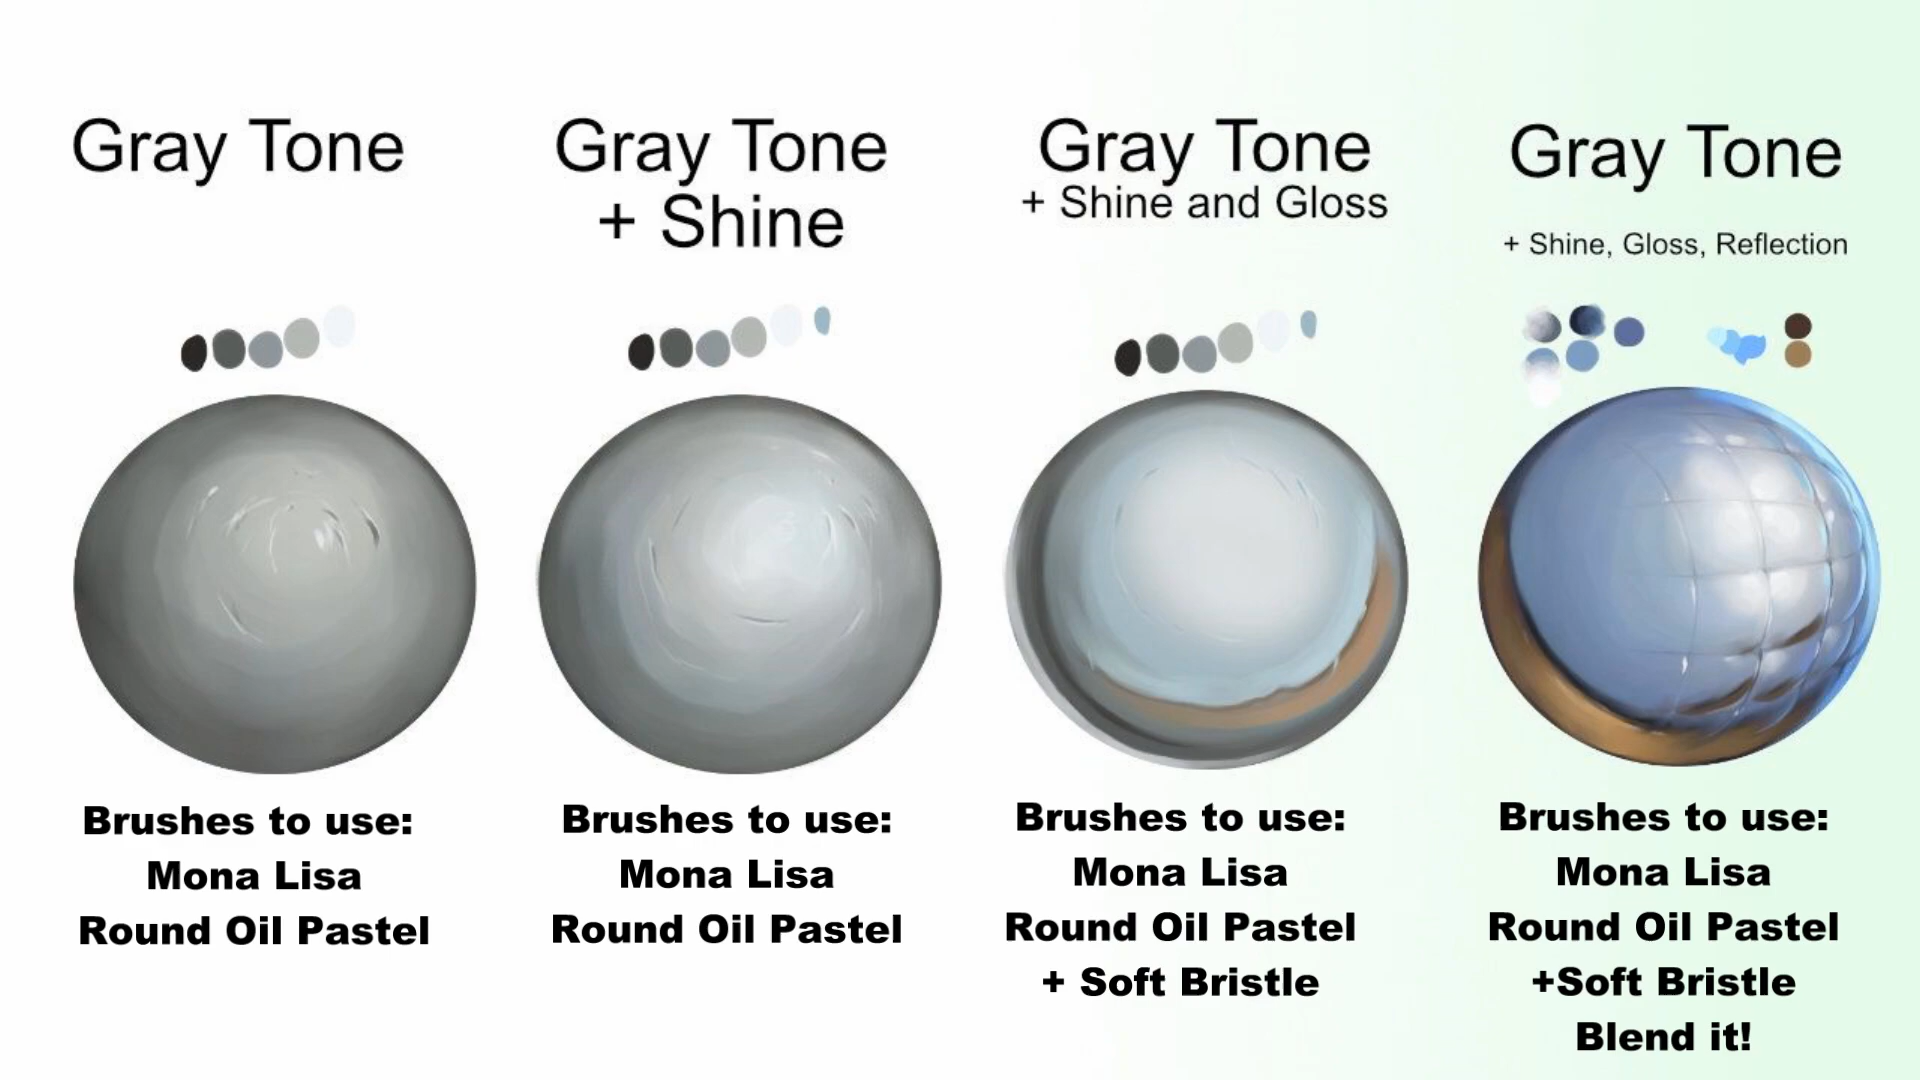 Gray Tone
Brushes to use:
Mona Lisa
Round Oil Pastel
Gray Tone
+ Shine
Brushes to use:
Mona Lisa
Round Oil Pastel
Gray Tone
+ Shine and Gloss
Brushes to use:
Mona Lisa
Round Oil Pastel
+ Soft Bristle
Gray Tone
+ Shine, Gloss, Reflection
Brushes to use:
Mona Lisa
Round Oil Pastel
+Soft Bristle
Blend it!